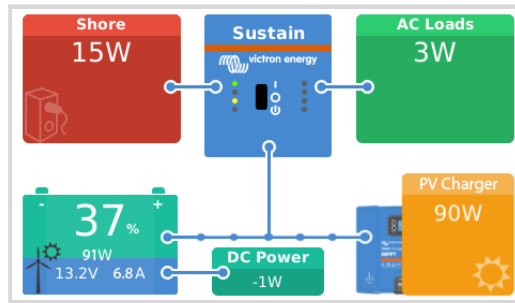 Shore
15W
Sustain
victron energy
I
AC Loads
3W
- +
37%
91W
13.2V 6.8A
DC Power
-1W
PV Charger
90W
MPPT